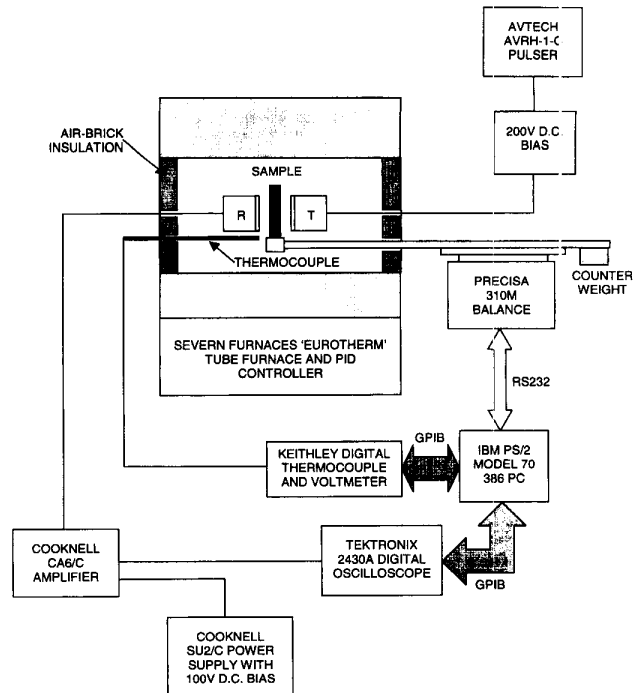 AVTECH
AVRH-1-C
PULSER
200V D.C.
BIAS
AIR-BRICK
INSULATION
SAMPLE
R
T
THERMOCOUPLE
COUNTER
WEIGHT
PRECISA
310M
BALANCE
SEVERN FURNACES 'EUROTHERM'
TUBE FURNACE AND PID
CONTROLLER
RS232
GPIB
KEITHLEY DIGITAL
THERMOCOUPLE
AND VOLTMETER
IBM PS/2
MODEL 70
386 PC
COOKNELL
CA6/C
AMPLIFIER
TEKTRONIX
2430A DIGITAL
OSCILLOSCOPE
GPIB
COOKNELL
SU2/C POWER
SUPPLY WITH
100V D.C. BIAS